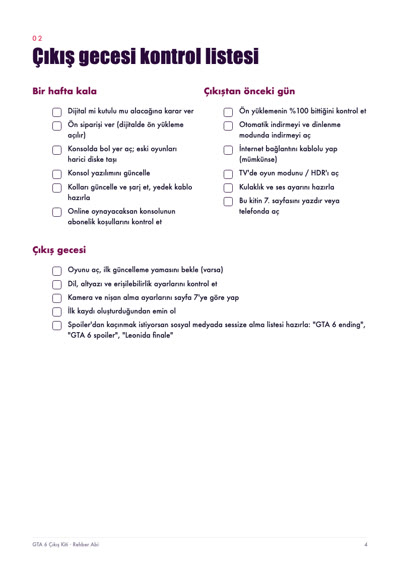 02
Çıkış gecesi kontrol listesi
Bir hafta kala
Dijital mi kutulu mu alacağına karar ver
Ön siparişi ver (dijitalde ön yükleme
açılır)
Konsolda bol yer aç; eski oyunları
harici diske taşı
Konsol yazılımını güncelle
Kolları güncelle ve şarj et, yedek kablo
hazırla
Online oynayacaksan konsolunun
abonelik koşullarını kontrol et
Çıkıştan önceki gün
Ön yüklemenin %100 bittiğini kontrol et
Otomatik indirmeyi ve dinlenme
modunda indirmeyi aç
İnternet bağlantını kablolu yap
(mümkünse)
TV'de oyun modunu / HDR'ı aç
Kulaklık ve ses ayarını hazırla
Bu kitin 7. sayfasını yazdır veya
telefonda aç
Çıkış gecesi
Oyunu aç, ilk güncelleme yamasını bekle (varsa)
Dil, altyazı ve erişilebilirlik ayarlarını kontrol et
Kamera ve nişan alma ayarlarını sayfa 7'ye göre yap
İlk kaydı oluşturduğundan emin ol
Spoiler'dan kaçınmak istiyorsan sosyal medyada sessize alma listesi hazırla: "GTA 6 ending",
"GTA 6 spoiler", "Leonida finale"
GTA 6 Çıkış Kiti · Rehber Abi
4